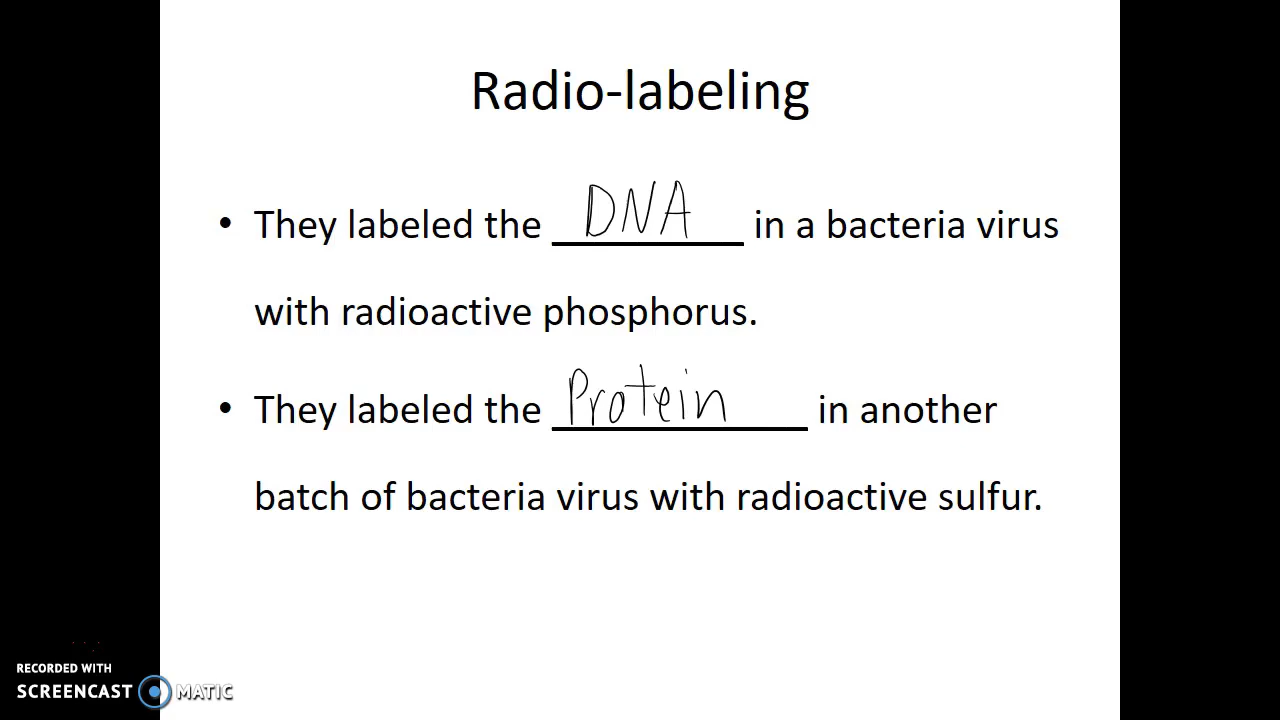 Radio-labeling
• They labeled the DNA in a bacteria virus
with radioactive phosphorus.
• They labeled the Protein in another
batch of bacteria virus with radioactive sulfur.
RECORDED WITH
SCREENCAST MATIC